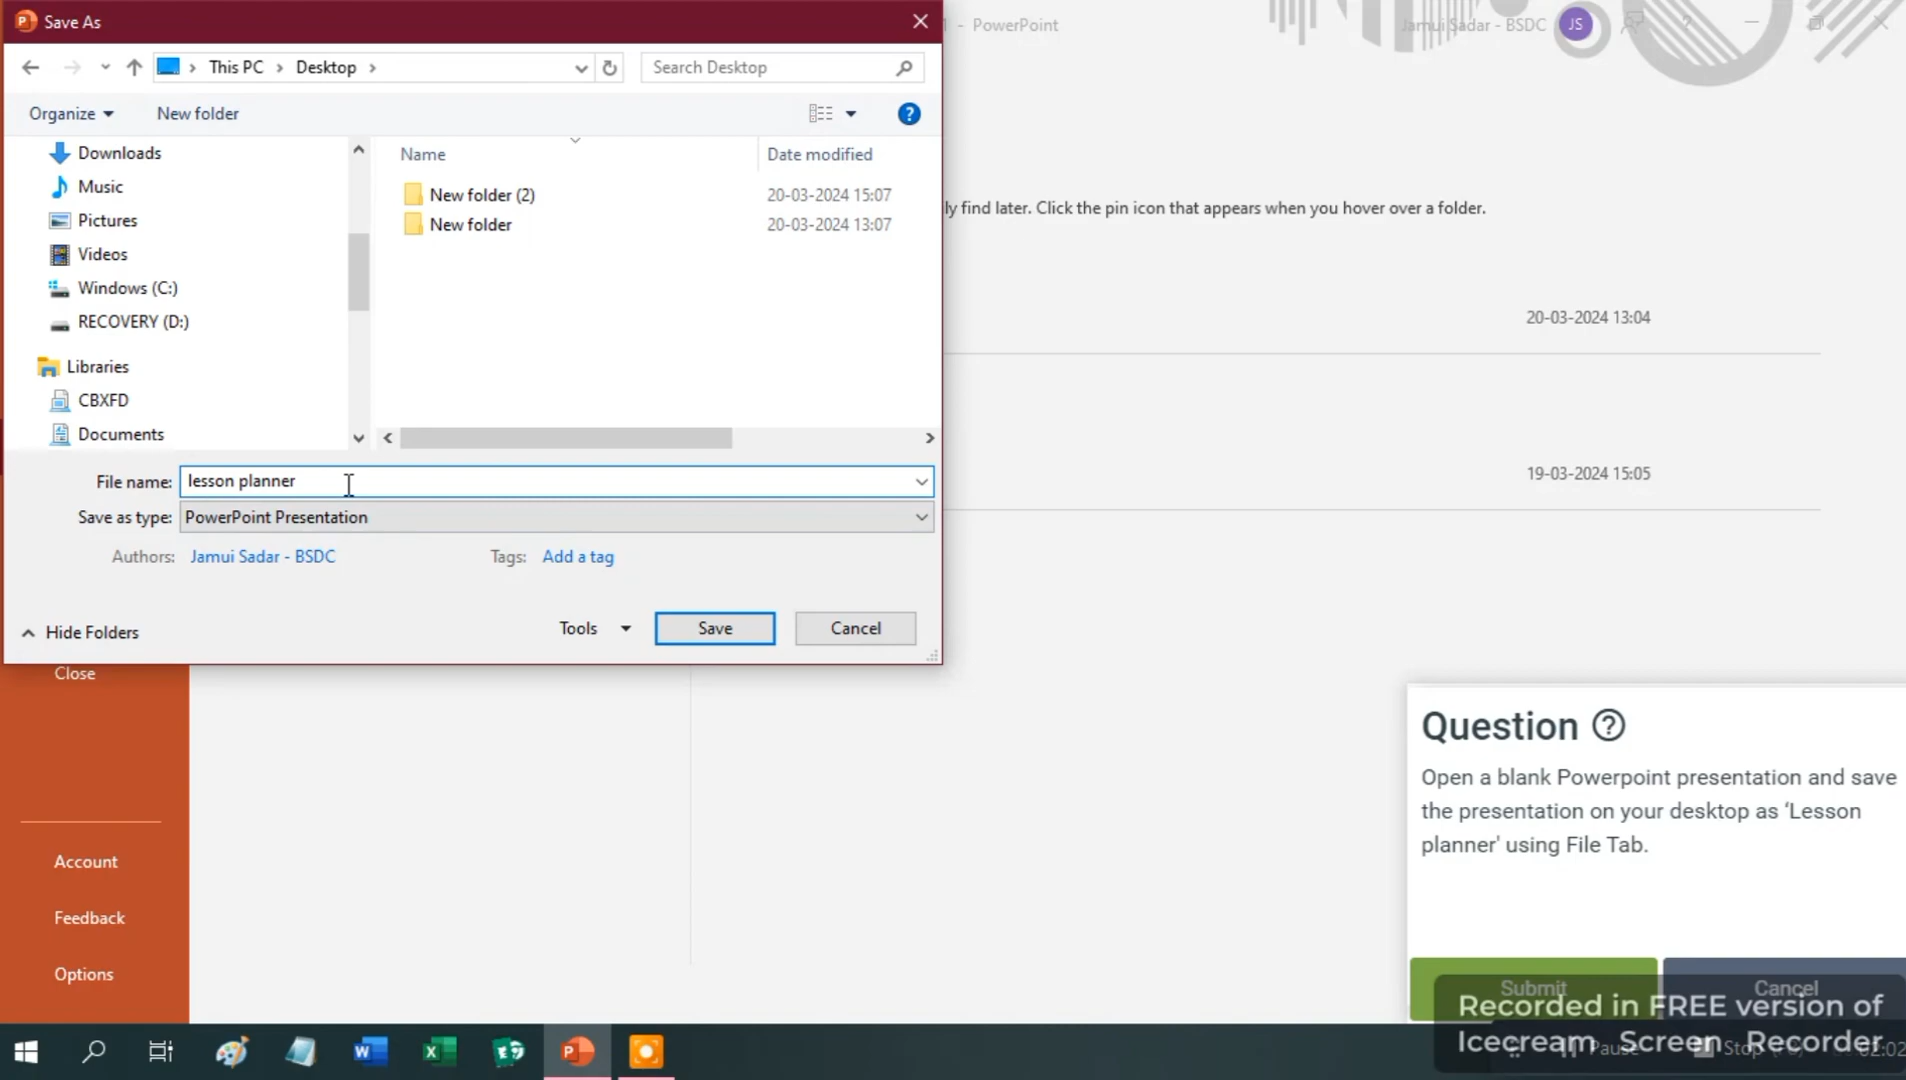 Save As
1 - PowerPoint
Jamui Sadar - BSDC
JS
This PC
Desktop
Search Desktop
Organize
New folder
Downloads
Music
Pictures
Videos
Windows (C:)
RECOVERY (D:)
Libraries
CBXFD
Documents
Name
Date modified
New folder (2)
20-03-2024 15:07
New folder
20-03-2024 13:07
ly find later. Click the pin icon that appears when you hover over a folder.
20-03-2024 13:04
19-03-2024 15:05
File name:
lesson planner
Save as type:
PowerPoint Presentation
Authors:
Jamui Sadar - BSDC
Tags:
Add a tag
Hide Folders
Tools
Save
Cancel
Close
Account
Feedback
Options
Question
Open a blank Powerpoint presentation and save
the presentation on your desktop as ‘Lesson
planner' using File Tab.
Submit
Cancel
Recorded in FREE version of
Icecream Screen Recorder
Pause
Stop